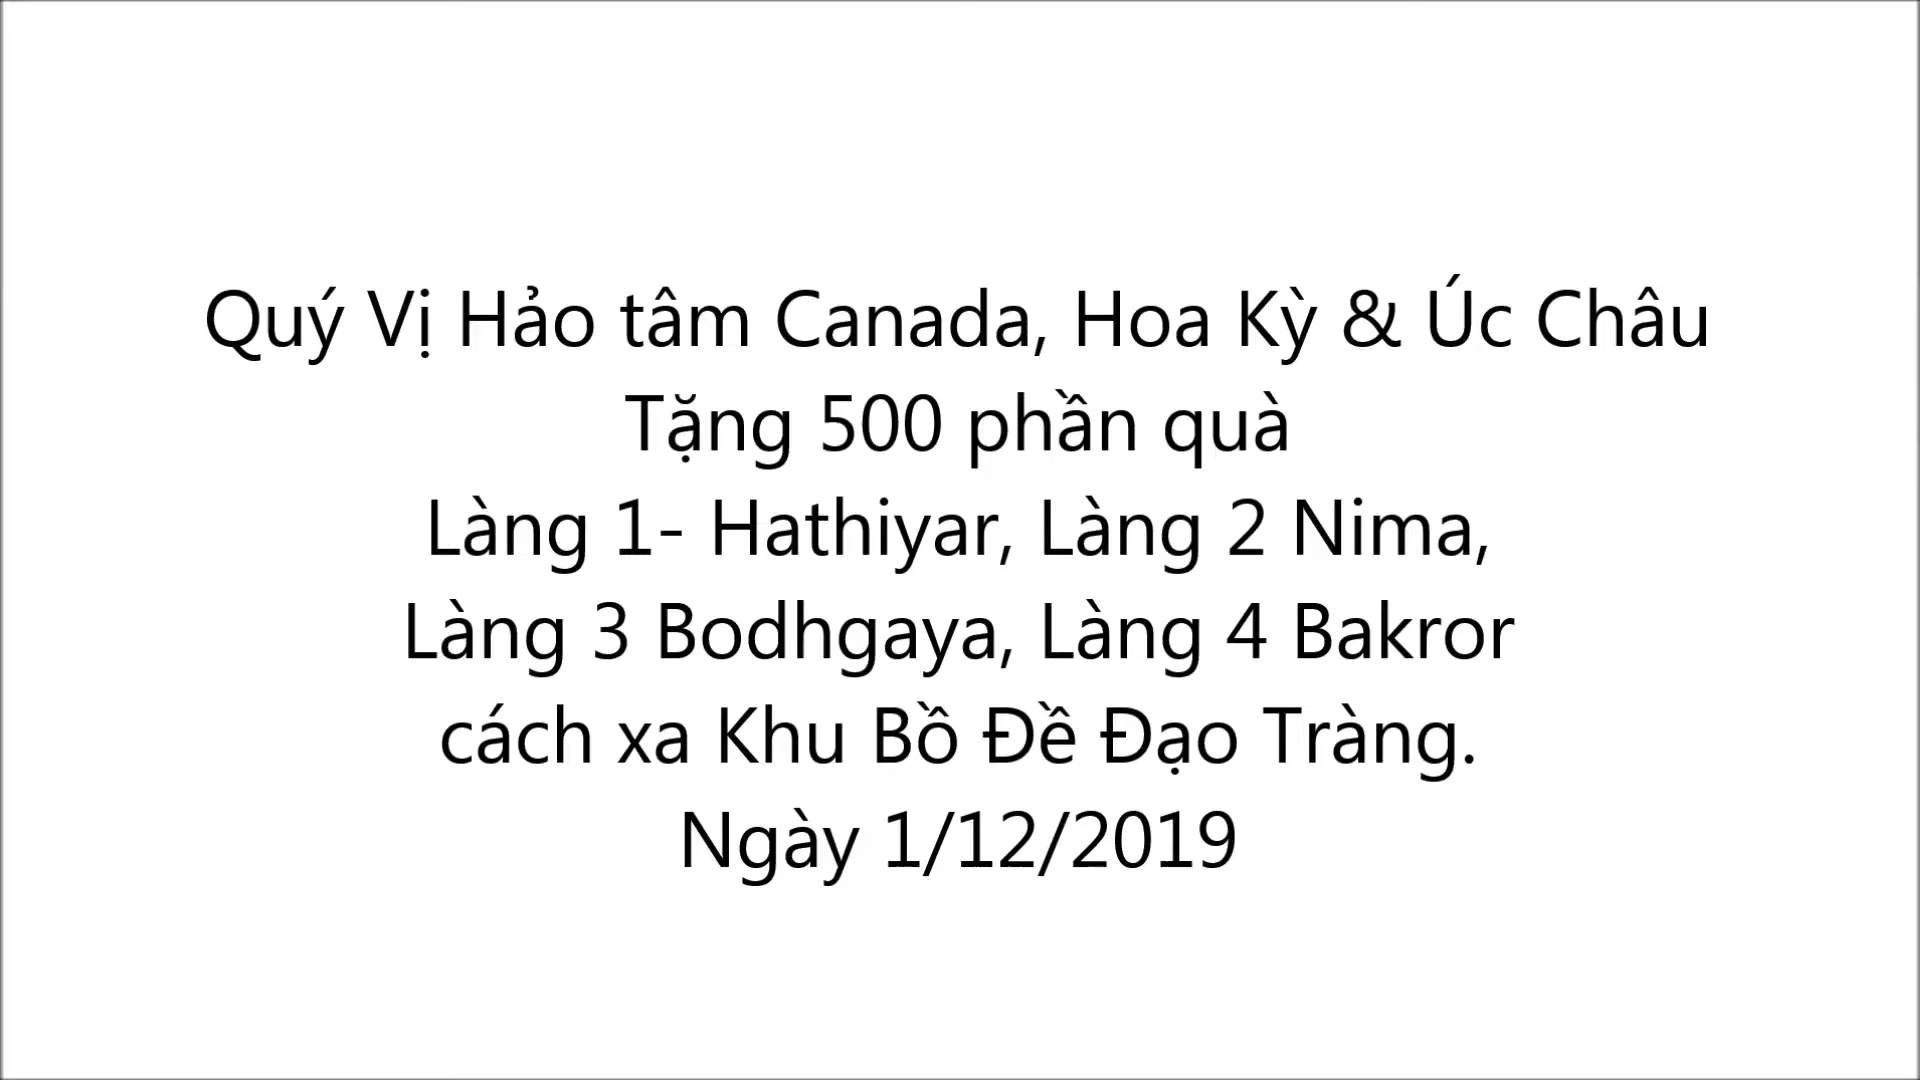 Quý Vị Hảo tâm Canada, Hoa Kỳ & Úc Châu
Tặng 500 phần quà
Làng 1- Hathiyar, Làng 2 Nima,
Làng 3 Bodhgaya, Làng 4 Bakror
cách xa Khu Bồ Đề Đạo Tràng.
Ngày 1/12/2019